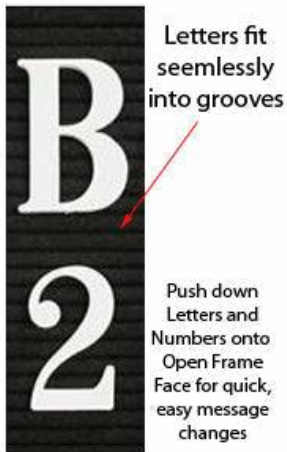 B
2
Letters fit
seemlessly
into grooves
Push down
Letters and
Numbers onto
Open Frame
Face for quick,
easy message
changes